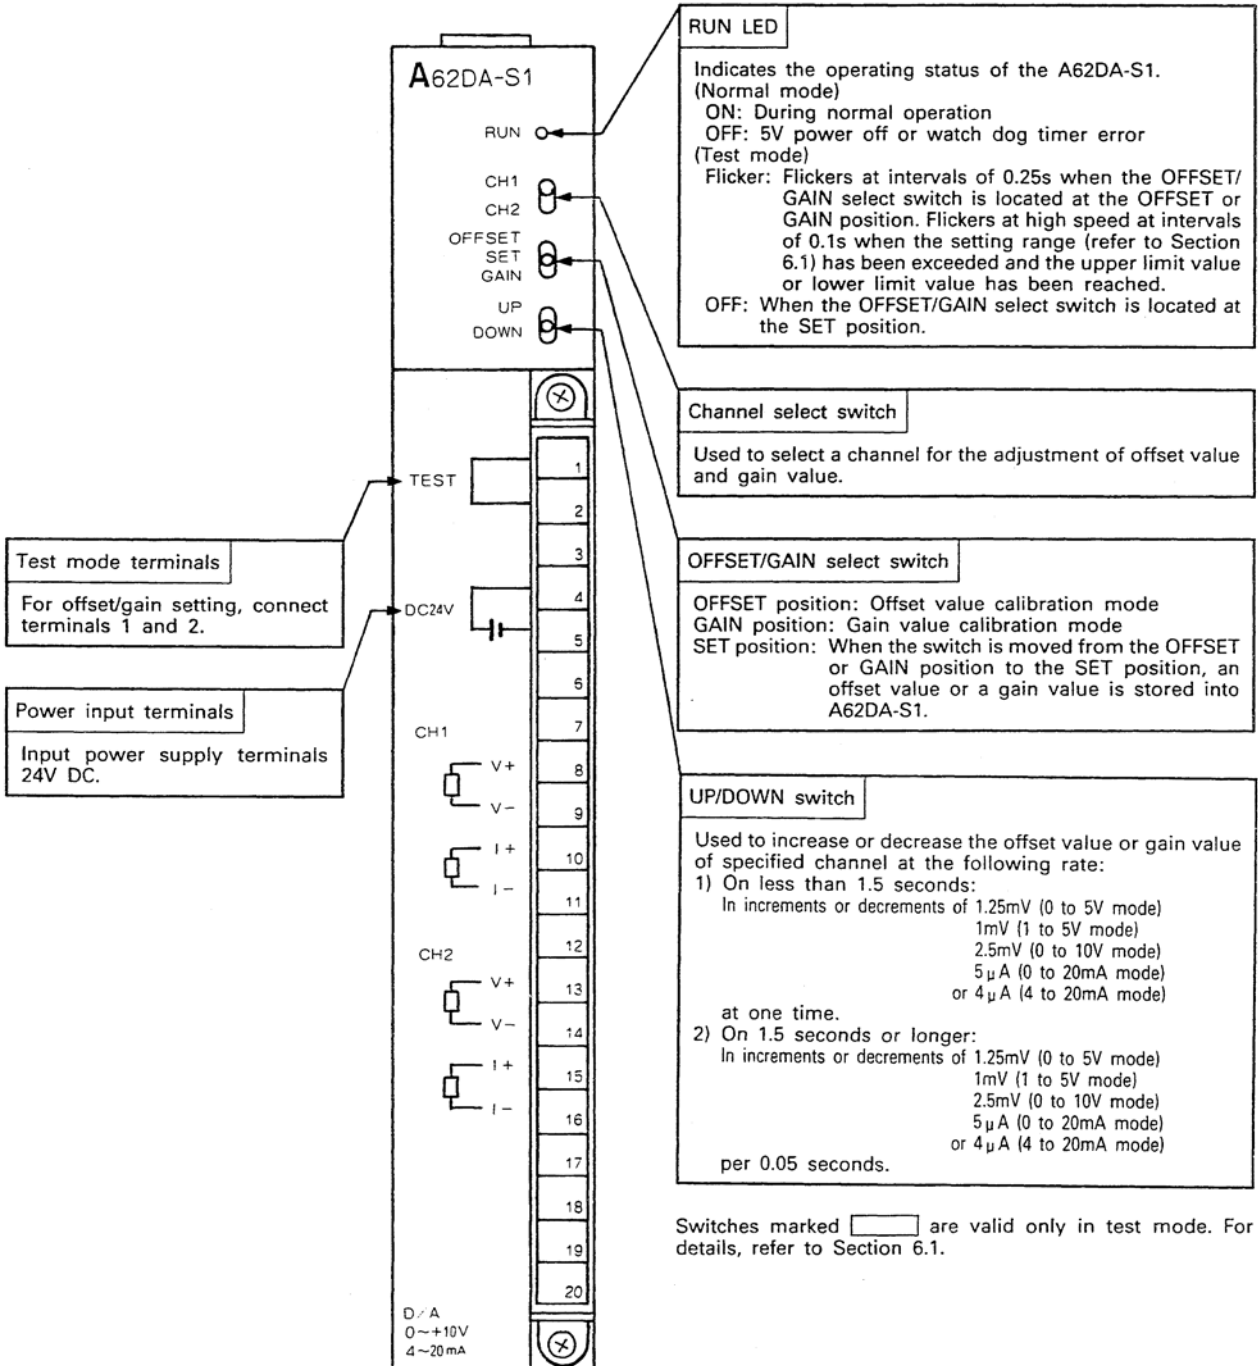 A62DA-S1
RUN
CH1
CH2
OFFSET
SET
GAIN
UP
DOWN
TEST
DC24V
CH1
V+
V−
I+
I−
CH2
V+
V−
I+
I−
1
2
3
4
5
6
7
8
9
10
11
12
13
14
15
16
17
18
19
20
D/A
0~+10V
4~20mA
Test mode terminals
For offset/gain setting, connect
terminals 1 and 2.
Power input terminals
Input power supply terminals
24V DC.
RUN LED
Indicates the operating status of the A62DA-S1.
(Normal mode)
ON: During normal operation
OFF: 5V power off or watch dog timer error
(Test mode)
Flicker: Flickers at intervals of 0.25s when the OFFSET/
GAIN select switch is located at the OFFSET or
GAIN position. Flickers at high speed at intervals
of 0.1s when the setting range (refer to Section
6.1) has been exceeded and the upper limit value
or lower limit value has been reached.
OFF: When the OFFSET/GAIN select switch is located at
the SET position.
Channel select switch
Used to select a channel for the adjustment of offset value
and gain value.
OFFSET/GAIN select switch
OFFSET position: Offset value calibration mode
GAIN position: Gain value calibration mode
SET position: When the switch is moved from the OFFSET
or GAIN position to the SET position, an
offset value or a gain value is stored into
A62DA-S1.
UP/DOWN switch
Used to increase or decrease the offset value or gain value
of specified channel at the following rate:
1) On less than 1.5 seconds:
In increments or decrements of 1.25mV (0 to 5V mode)
1mV (1 to 5V mode)
2.5mV (0 to 10V mode)
5μA (0 to 20mA mode)
or 4μA (4 to 20mA mode)
at one time.
2) On 1.5 seconds or longer:
In increments or decrements of 1.25mV (0 to 5V mode)
1mV (1 to 5V mode)
2.5mV (0 to 10V mode)
5μA (0 to 20mA mode)
or 4μA (4 to 20mA mode)
per 0.05 seconds.
Switches marked are valid only in test mode. For
details, refer to Section 6.1.